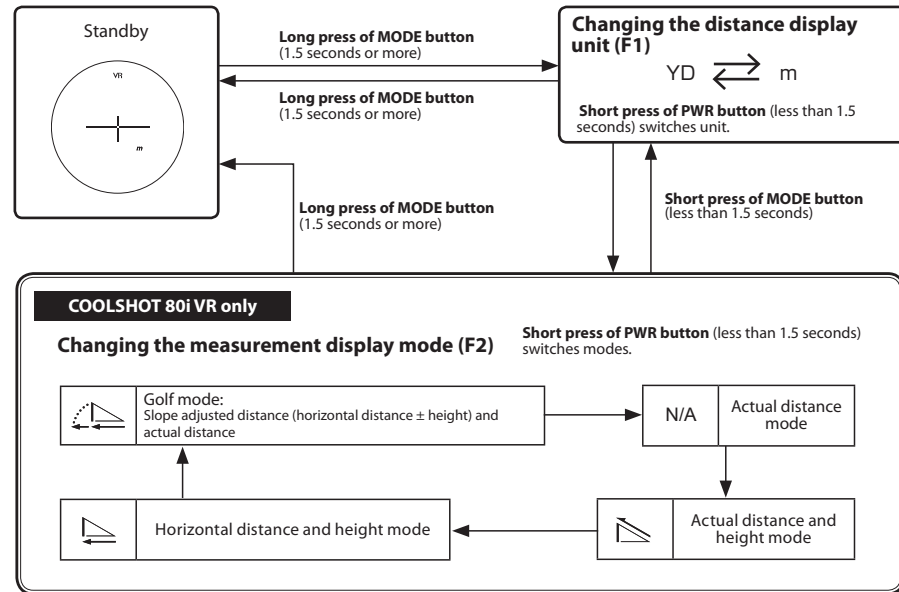 Standby
VR
m
Long press of MODE button
(1.5 seconds or more)
Long press of MODE button
(1.5 seconds or more)
Changing the distance display
unit (F1)
YD m
Short press of PWR button (less than 1.5
seconds) switches unit.
Long press of MODE button
(1.5 seconds or more)
Short press of MODE button
(less than 1.5 seconds)
COOLSHOT 80i VR only
Changing the measurement display mode (F2)
Short press of PWR button (less than 1.5 seconds)
switches modes.
Golf mode:
Slope adjusted distance (horizontal distance ± height) and
actual distance
N/A
Actual distance
mode
Horizontal distance and height mode
Actual distance and
height mode